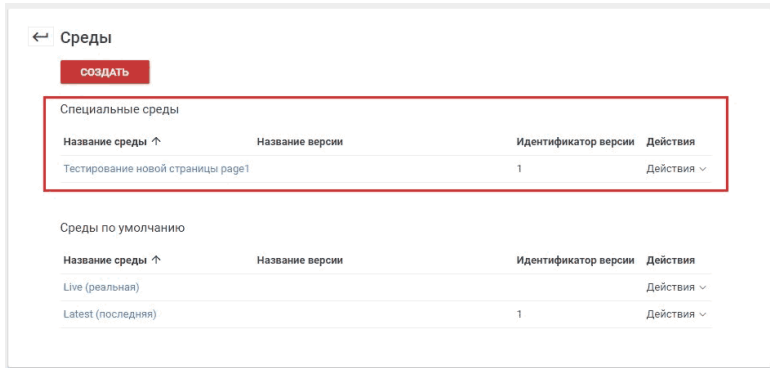 Среды
СОЗДАТЬ
Специальные среды
Название среды ↑ Название версии Идентификатор версии Действия
Тестирование новой страницы page1 1 Действия
Среды по умолчанию
Название среды ↑ Название версии Идентификатор версии Действия
Live (реальная) Действия
Latest (последняя) 1 Действия